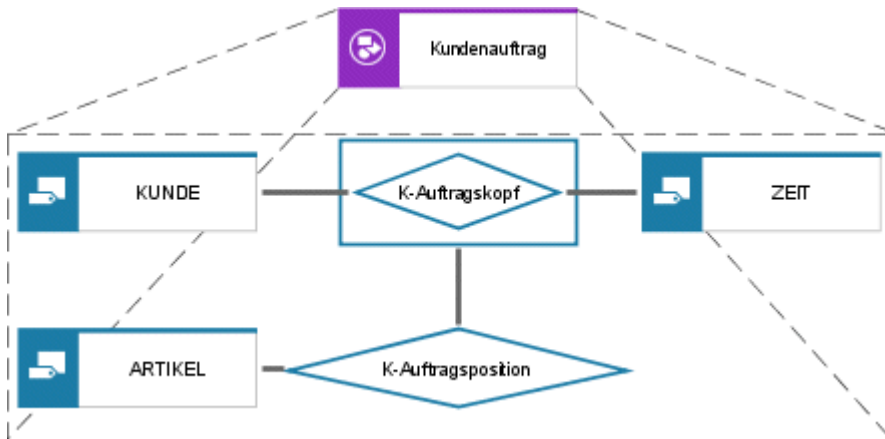 Kundenauftrag
KUNDE
K-Auftragskopf
ZEIT
ARTIKEL
K-Auftragsposition